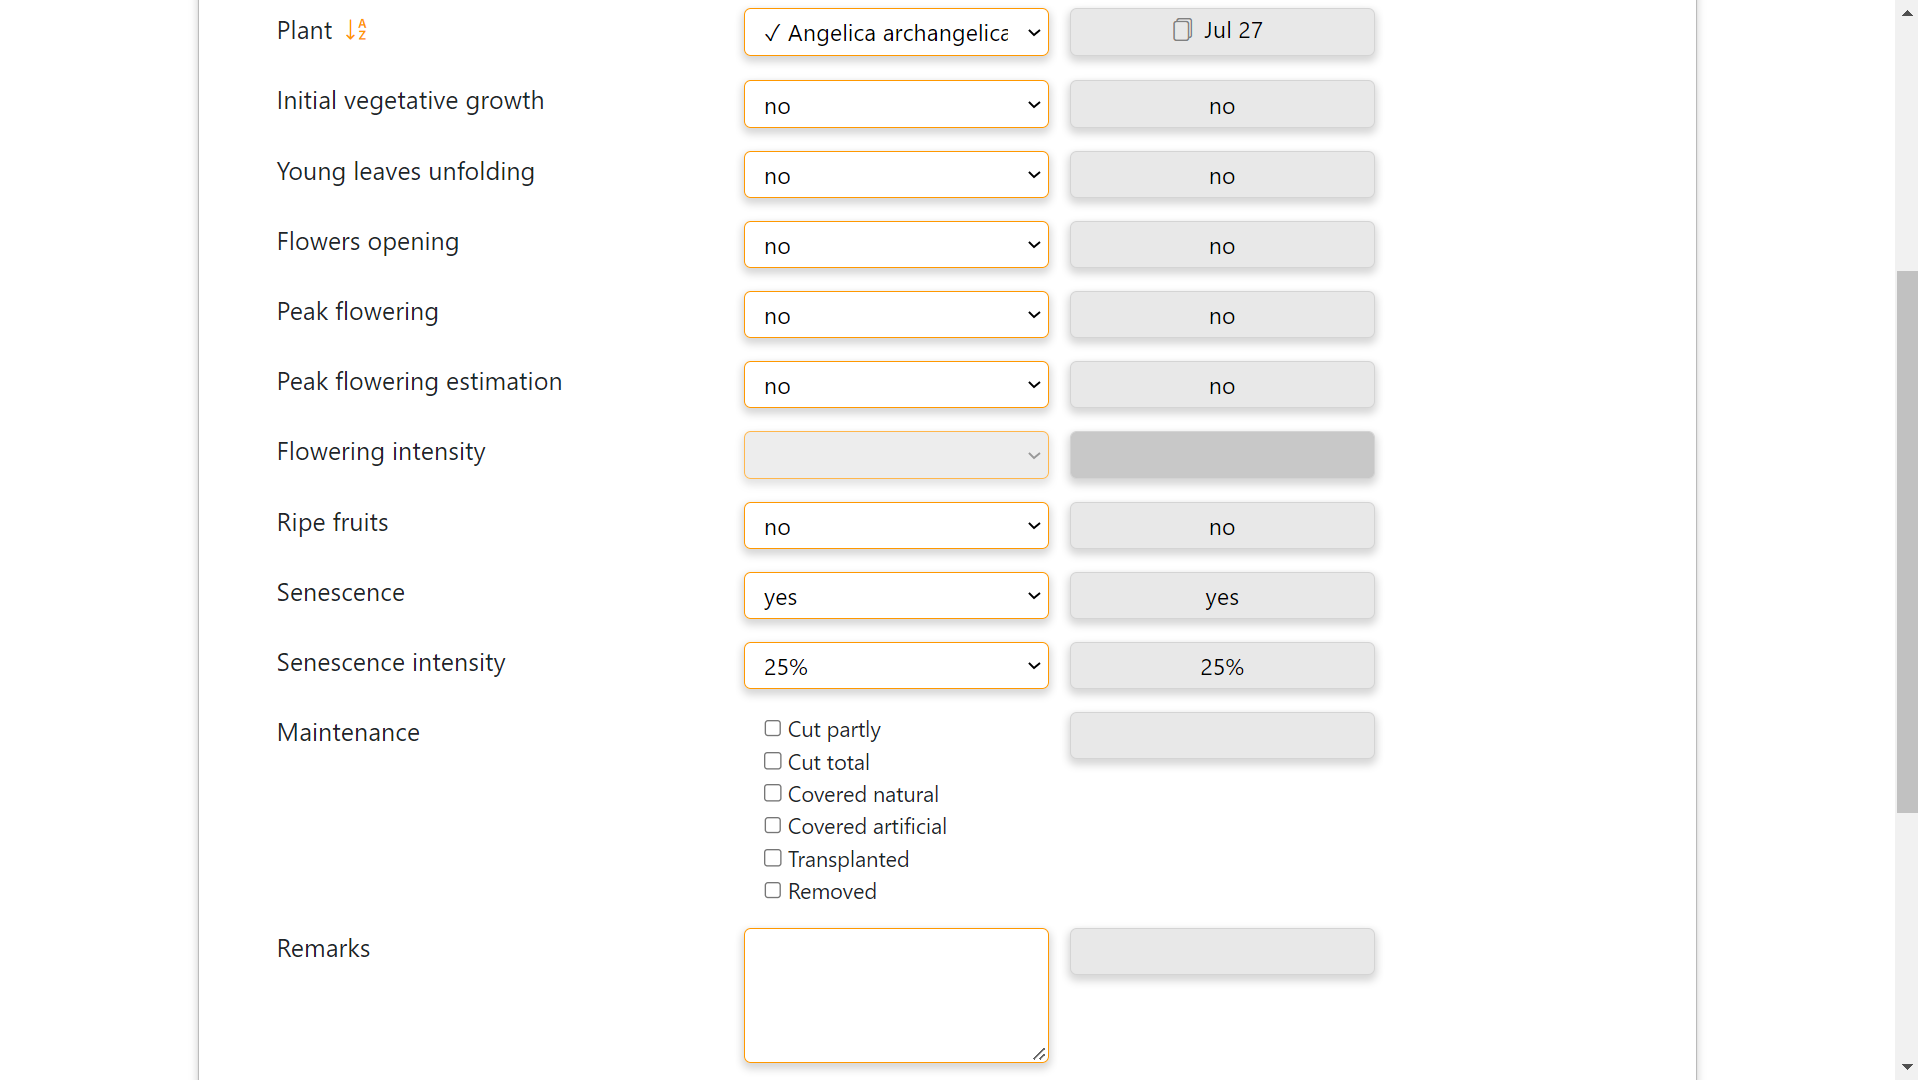 Plant AZ ✓ Angelica archangelica Jul 27
Initial vegetative growth no no
Young leaves unfolding no no
Flowers opening no no
Peak flowering no no
Peak flowering estimation no no
Flowering intensity
Ripe fruits no no
Senescence yes yes
Senescence intensity 25% 25%
Maintenance Cut partly
Cut total
Covered natural
Covered artificial
Transplanted
Removed
Remarks